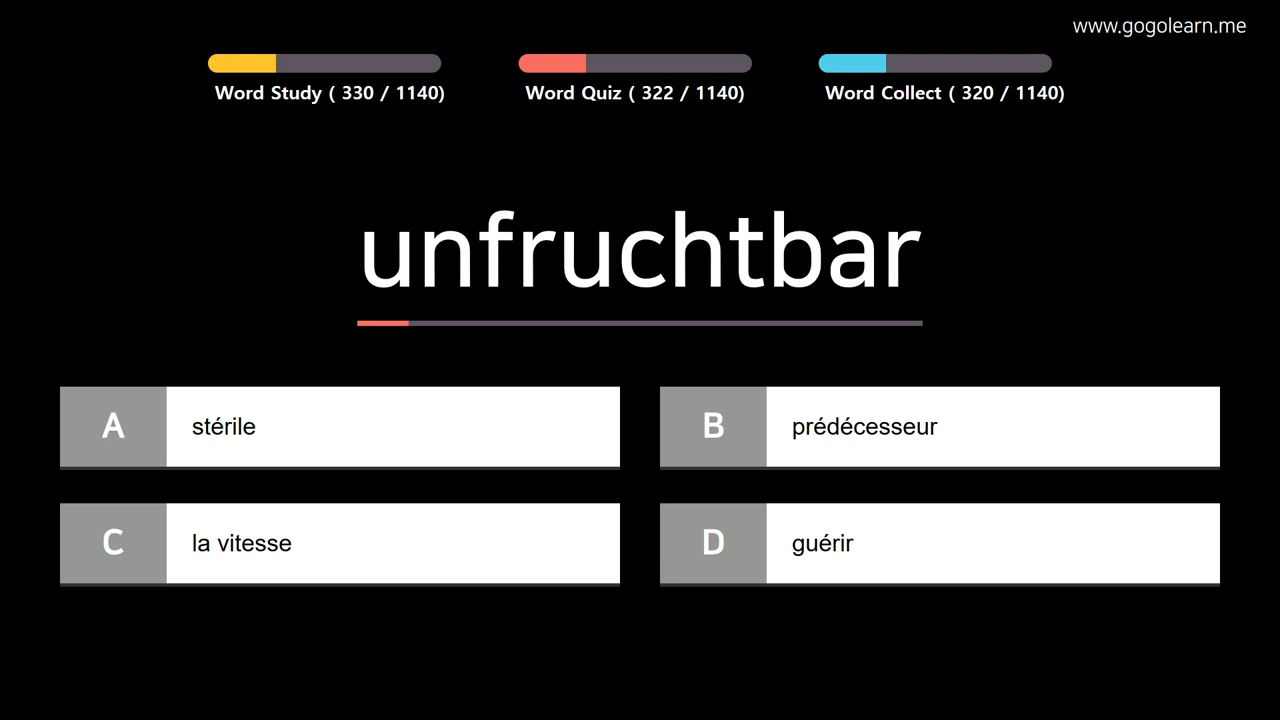 www.gogolearn.me
Word Study ( 330 / 1140)
Word Quiz ( 322 / 1140)
Word Collect ( 320 / 1140)
unfruchtbar
A stérile
B prédécesseur
C la vitesse
D guérir